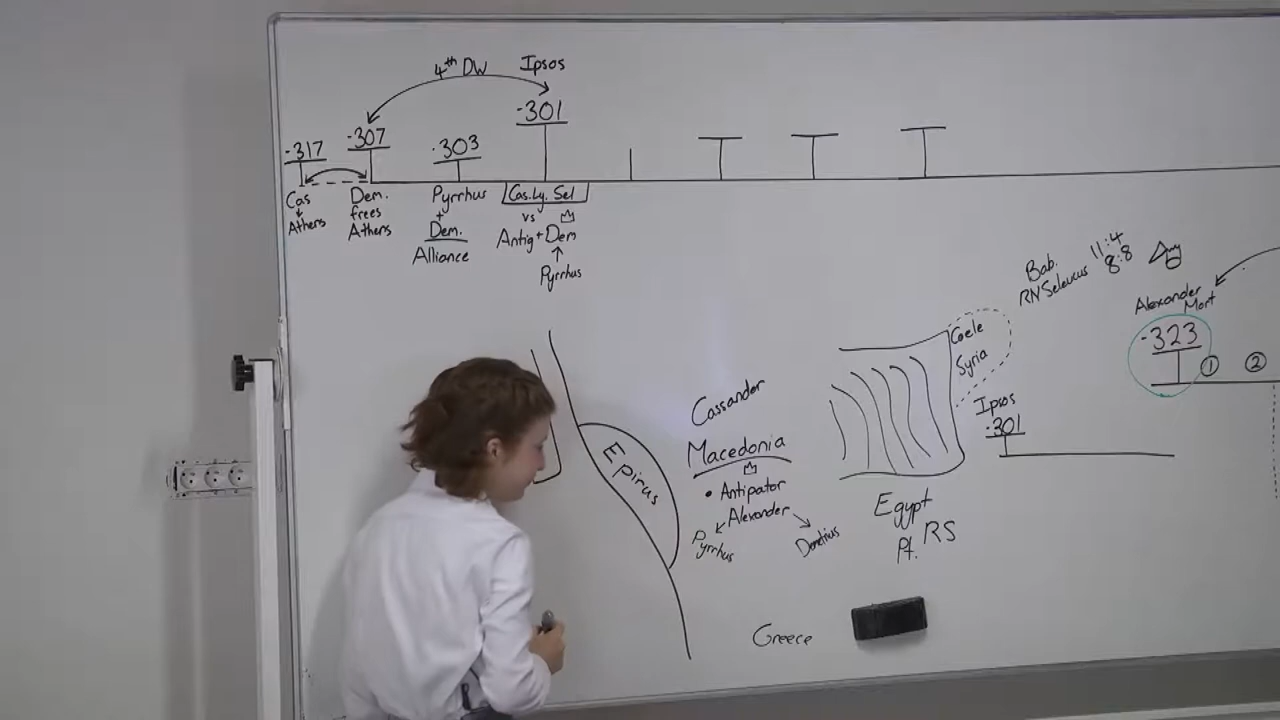 4th DW
Ipsos
-317
-307
-303
-301
Cas
Athens
Dem.
frees
Athens
Pyrrhus
+
Dem.
Alliance
Cas. Ly. Sel
vs
Antig + Dem
Pyrrhus
Bab.
RN Seleucus
11:4
8:8
Alexander
Mort
-323
1
2
Coele
Syria
Ipsos
-301
Egypt
Pt. RS
Epirus
Cassander
Macedonia
• Antipator
Alexander
Pyrrhus
Greece